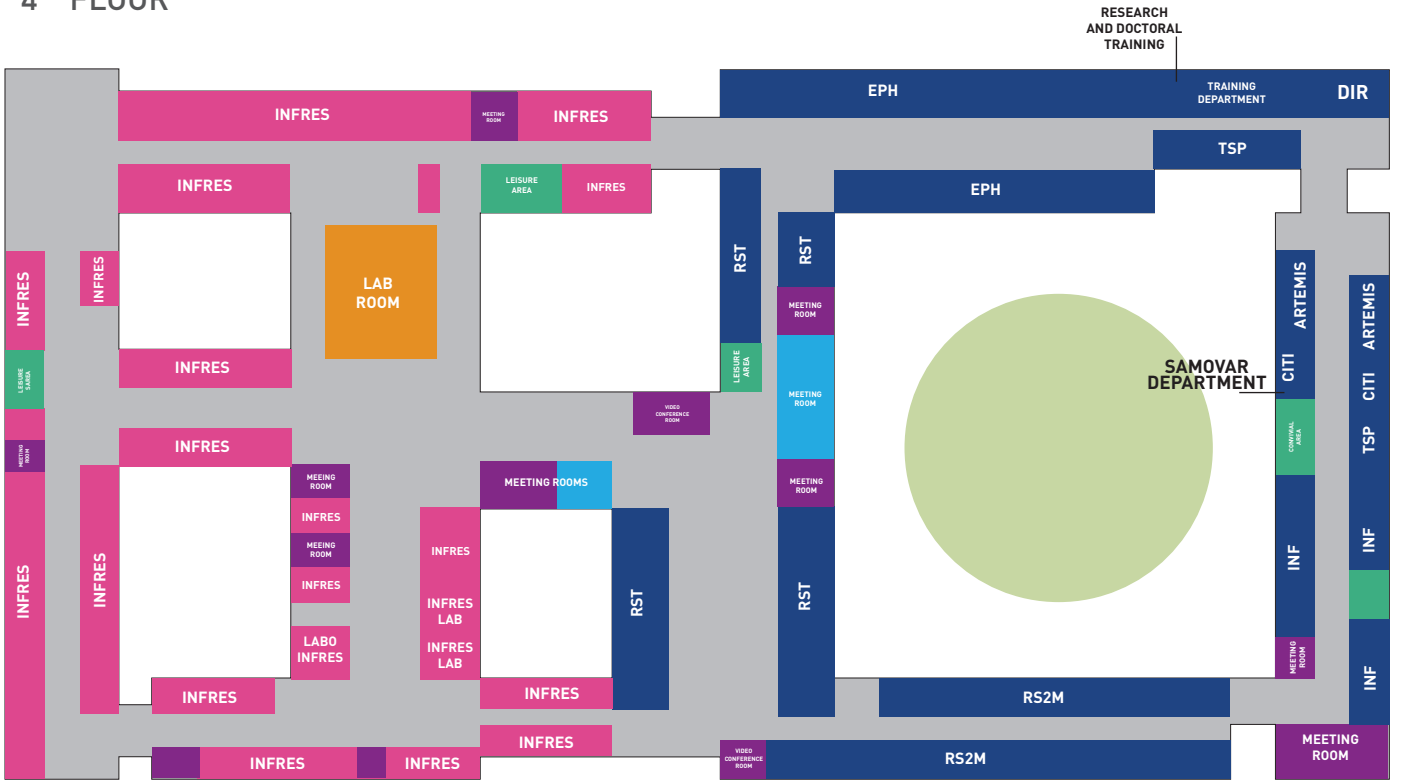 4 FLOOR
RESEARCH
AND DOCTORAL
TRAINING
EPH
TRAINING
DEPARTMENT
DIR
INFRES
MEETING
ROOM
INFRES
TSP
INFRES
LEISURE
AREA
INFRES
EPH
RST
RST
INFRES
INFRES
LAB
ROOM
MEETING
ROOM
ARTEMIS
ARTEMIS
INFRES
LEISURE
SAREA
LEISURE
AREA
MEETING
ROOM
SAMOVAR
DEPARTMENT
CITI
CITI
VIDEO
CONFERENCE
ROOM
INFRES
MEETING
ROOM
CONVIVIAL
AREA
TSP
MEEING
ROOM
MEETING ROOMS
MEETING
ROOM
INFRES
MEEING
ROOM
INFRES
INFRES
INF
INF
INFRES
INFRES
INFRES
LAB
RST
RST
LABO
INFRES
INFRES
LAB
MEETING
ROOM
INF
INFRES
INFRES
RS2M
INFRES
INFRES
INFRES
VIDEO
CONFERENCE
ROOM
RS2M
MEETING
ROOM